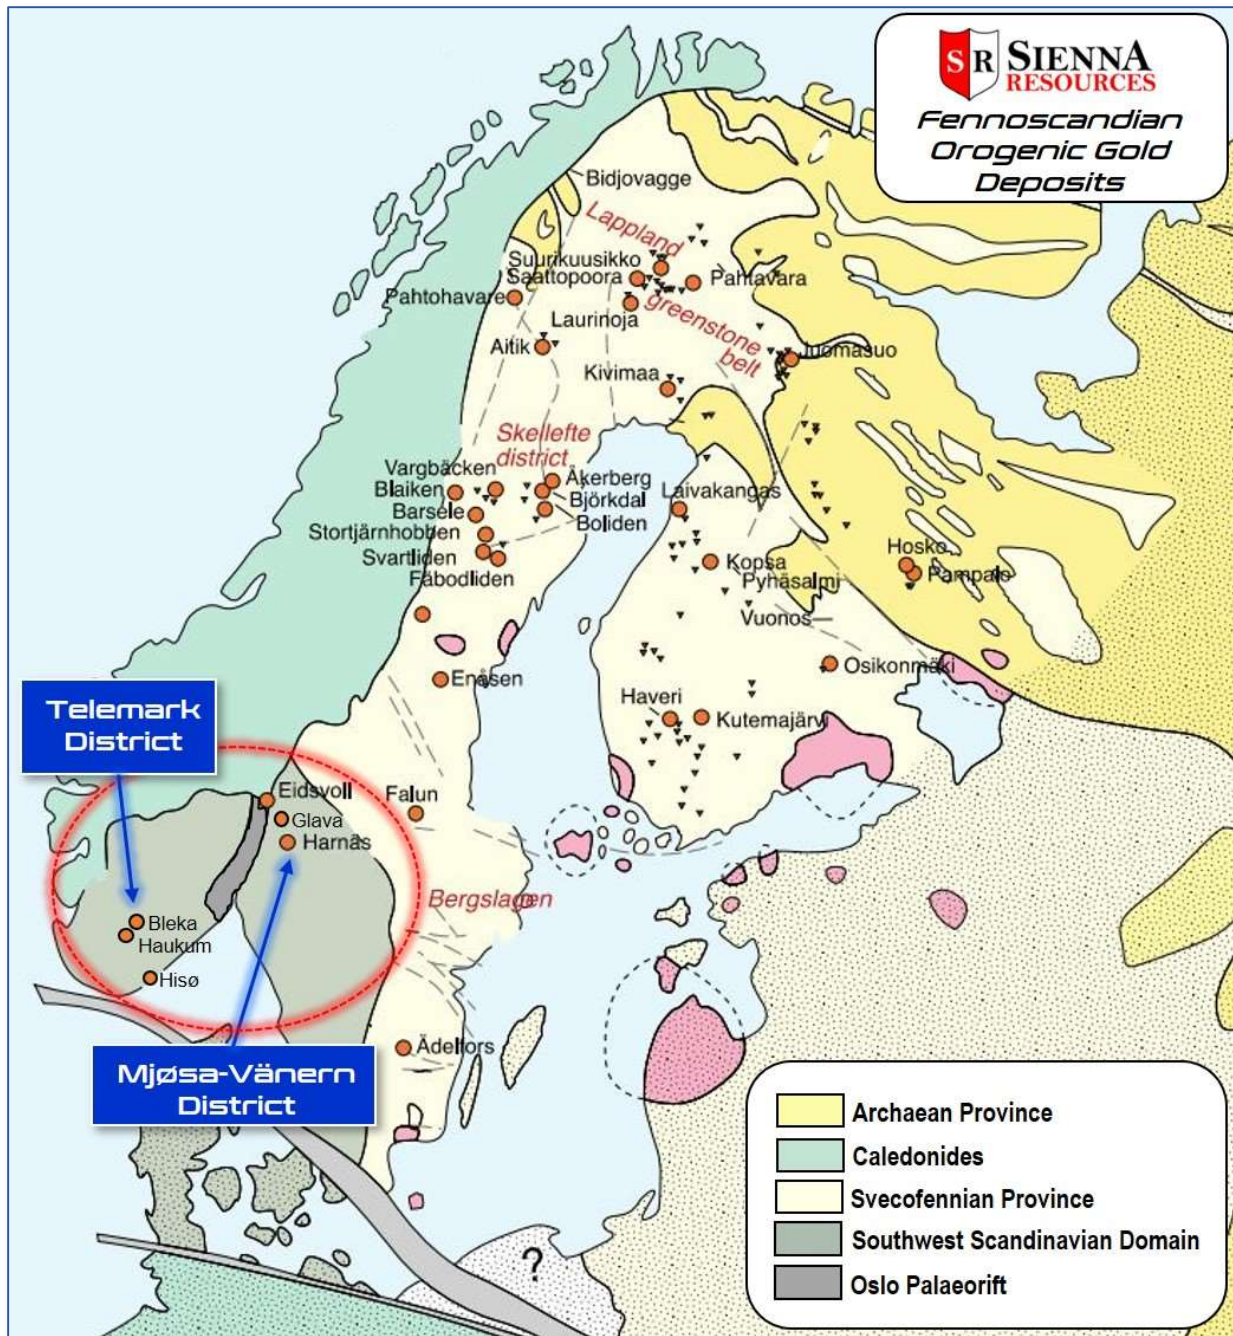 SR SIENNA
RESOURCES
Fennoscandian
Orogenic Gold
Deposits
Bidjovagge
Lappland
Suurikuusikko
Saattopoora
Pahtavara
Pahtohavare
Laurinoja
greenstone
belt
Aitik
Juomasuo
Kivimaa
Skellefte
district
Vargbäcken
Åkerberg
Blaiken
Björkdal
Laivakangas
Barsele
Boliden
Stortjärnhobben
Svartliden
Fäbodliden
Hosko
Kopsa
Pampalo
Pyhäsalmi
Vuonos
Osikonmäki
Enåsen
Haveri
Kutemajärvi
Telemark
District
Eidsvoll
Falun
Glava
Harnäs
Bergslagen
Bleka
Haukum
Hisø
Ädelfors
Mjøsa-Vänern
District
Archaean Province
Caledonides
Svecofennian Province
Southwest Scandinavian Domain
Oslo Palaeorift
?